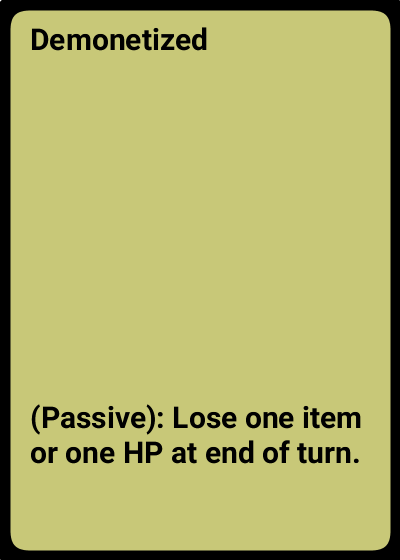 Demonetized
(Passive): Lose one item
or one HP at end of turn.